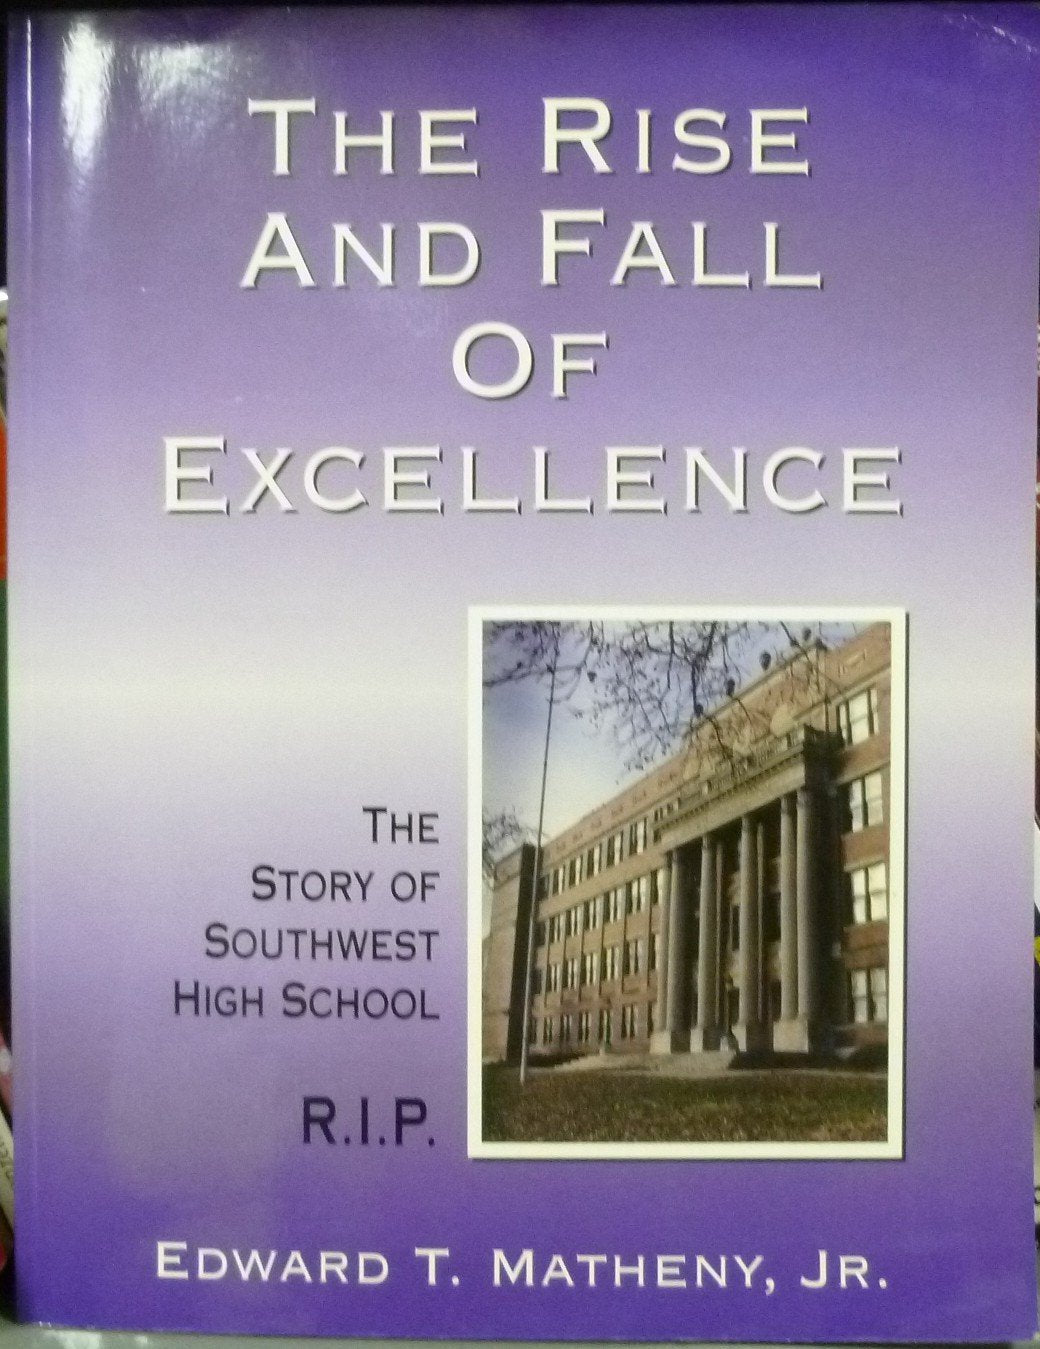 THE RISE
AND FALL
OF
EXCELLENCE
THE
STORY OF
SOUTHWEST
HIGH SCHOOL
R.I.P.
EDWARD T. MATHENY, JR.